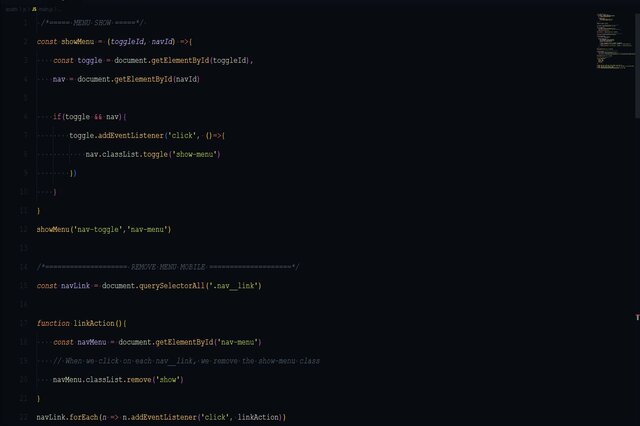 main.js
1 /*===== MENU SHOW =====*/
2 const showMenu = (toggleId, navId) =>{
3 const toggle = document.getElementById(toggleId),
4 nav = document.getElementById(navId)
5
6 if(toggle && nav){
7 toggle.addEventListener('click', ()=>{
8 nav.classList.toggle('show-menu')
9 })
10 }
11 }
12 showMenu('nav-toggle','nav-menu')
13
14 /*==================== REMOVE MENU MOBILE ====================*/
15 const navLink = document.querySelectorAll('.nav__link')
16
17 function linkAction(){
18 const navMenu = document.getElementById('nav-menu')
19 // When we click on each nav__link, we remove the show-menu class
20 navMenu.classList.remove('show')
21 }
22 navLink.forEach(n => n.addEventListener('click', linkAction))